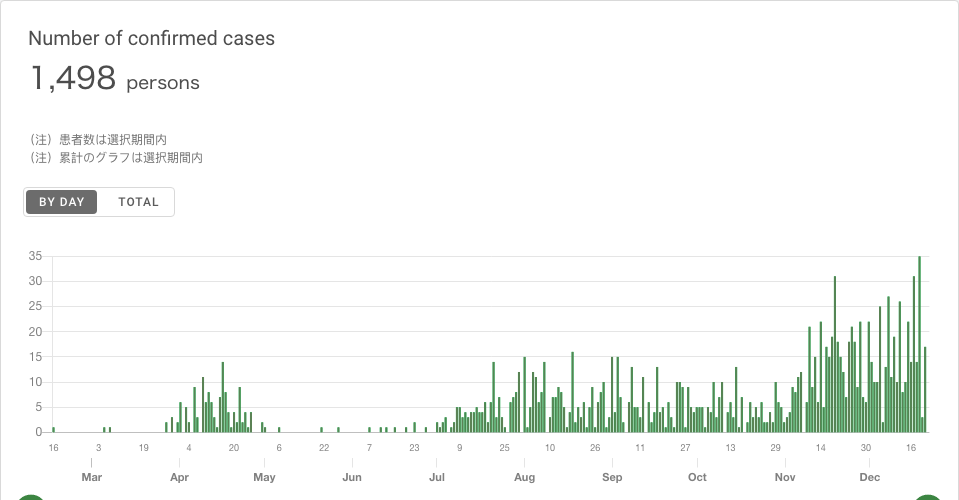 Number of confirmed cases
1,498 persons
（注）患者数は選択期間内
（注）累計のグラフは選択期間内
BY DAY TOTAL
35
30
25
20
15
10
5
0
16 3 19 4 20 6 22 7 23 9 25 10 26 11 27 13 29 14 30 16
Mar Apr May Jun Jul Aug Sep Oct Nov Dec